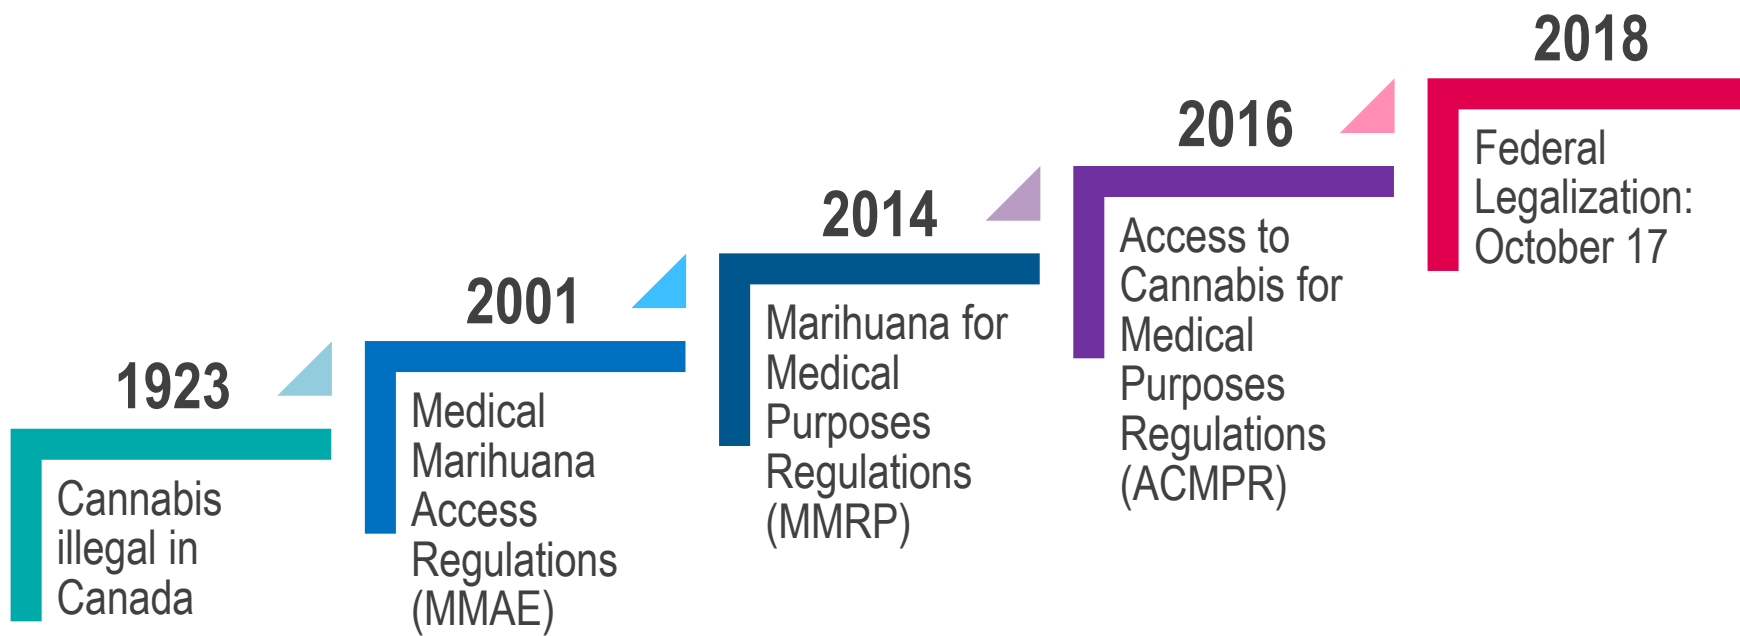 1923
Cannabis
illegal in
Canada
2001
Medical
Marihuana
Access
Regulations
(MMAE)
2014
Marihuana for
Medical
Purposes
Regulations
(MMRP)
2016
Access to
Cannabis for
Medical
Purposes
Regulations
(ACMPR)
2018
Federal
Legalization:
October 17